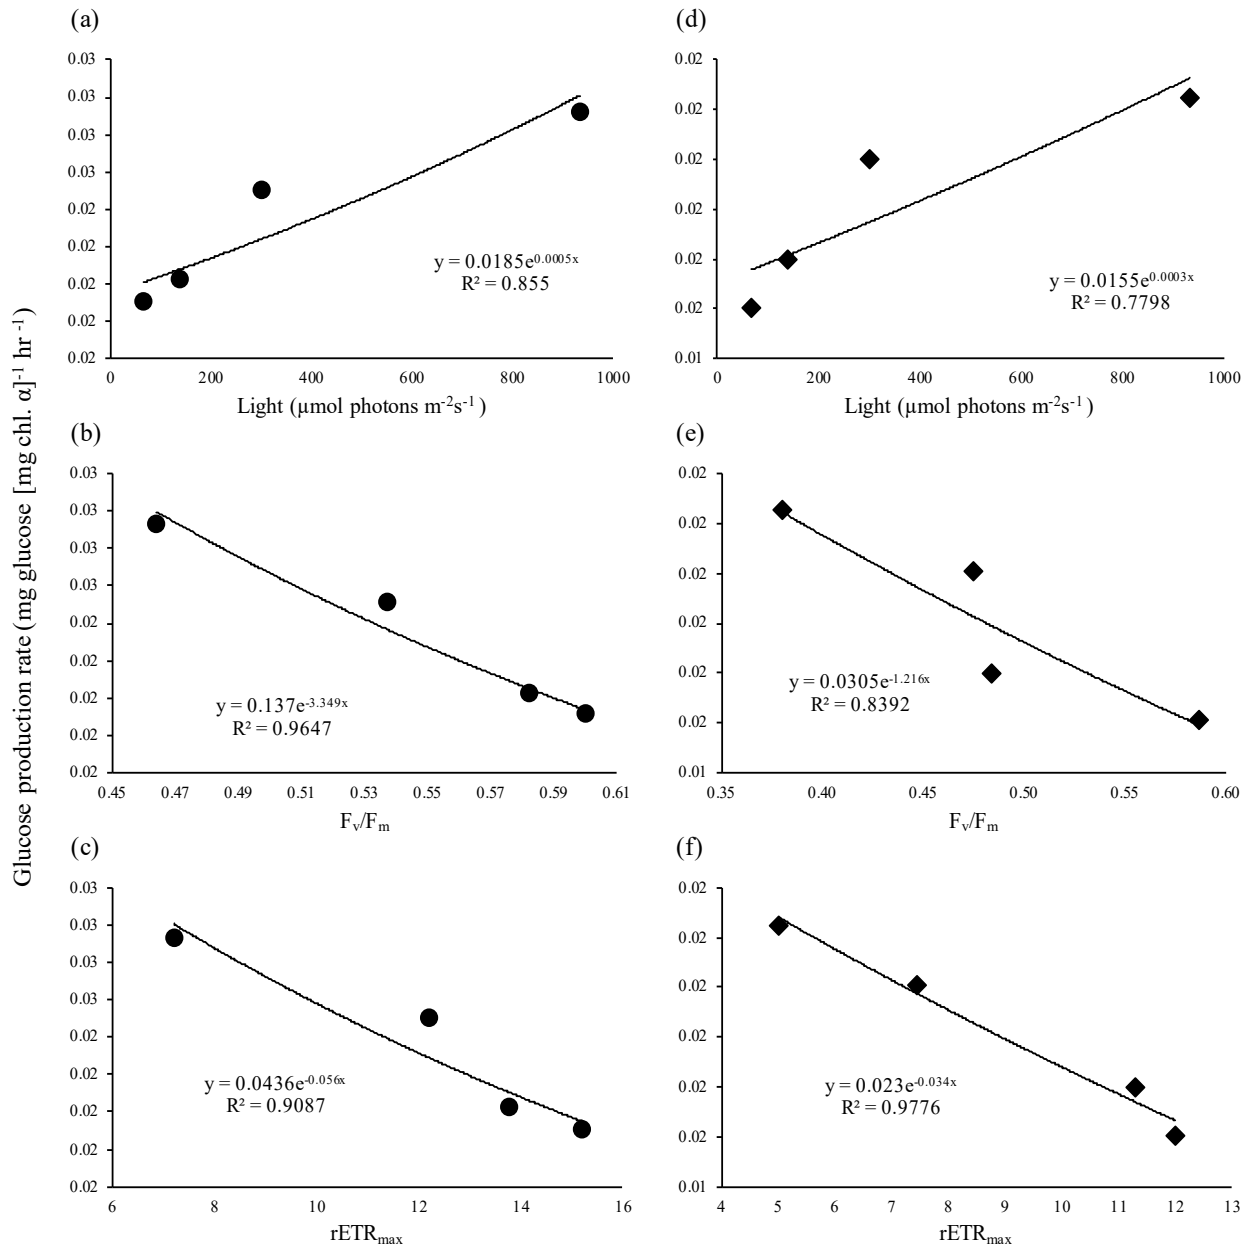 Glucose production rate (mg glucose [mg chl. α]⁻¹ hr ⁻¹)
(a)
0.03
0.03
0.03
0.03
0.02
0.02
0.02
0.02
0.02
y = 0.0185e^0.0005x
R² = 0.855
0 200 400 600 800 1000
Light (µmol photons m⁻²s⁻¹ )
(d)
0.02
0.02
0.02
0.02
0.02
0.02
0.01
y = 0.0155e^0.0003x
R² = 0.7798
0 200 400 600 800 1000
Light (µmol photons m⁻²s⁻¹ )
(b)
0.03
0.03
0.03
0.03
0.02
0.02
0.02
0.02
0.02
y = 0.137e^-3.349x
R² = 0.9647
0.45 0.47 0.49 0.51 0.53 0.55 0.57 0.59 0.61
Fᵥ/Fₘ
(e)
0.02
0.02
0.02
0.02
0.02
0.02
0.01
y = 0.0305e^-1.216x
R² = 0.8392
0.35 0.40 0.45 0.50 0.55 0.60
Fᵥ/Fₘ
(c)
0.03
0.03
0.03
0.03
0.02
0.02
0.02
0.02
0.02
y = 0.0436e^-0.056x
R² = 0.9087
6 8 10 12 14 16
rETRₘₐₓ
(f)
0.02
0.02
0.02
0.02
0.02
0.02
0.01
y = 0.023e^-0.034x
R² = 0.9776
4 5 6 7 8 9 10 11 12 13
rETRₘₐₓ